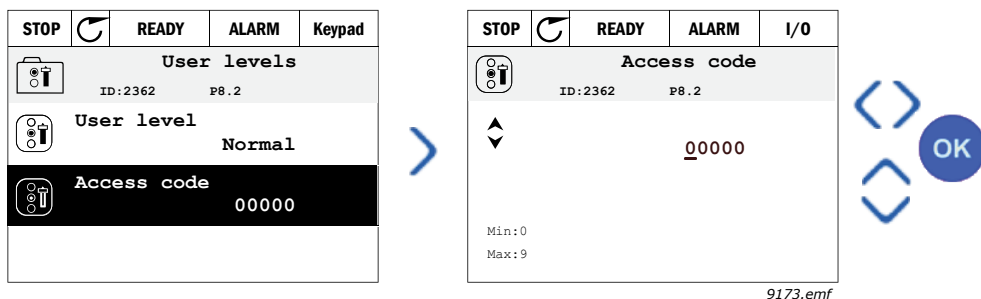 STOP READY ALARM Keypad
User levels
ID:2362 P8.2
User level
Normal
Access code
00000
STOP READY ALARM I/O
Access code
ID:2362 P8.2
00000
Min:0
Max:9
OK
9173.emf